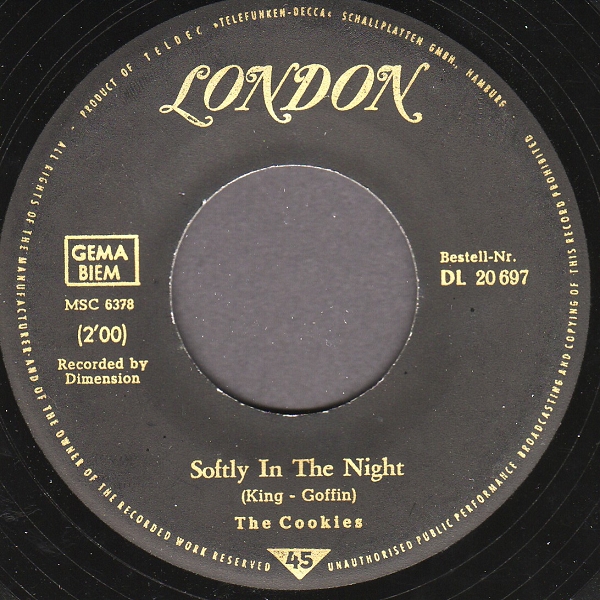 PRODUCT OF TELDEC »TELEFUNKEN-DECCA« SCHALLPLATTEN GMBH., HAMBURG
LONDON
GEMA
BIEM
MSC 6378
(2'00)
Recorded by
Dimension
Bestell-Nr.
DL 20 697
Softly In The Night
(King - Goffin)
The Cookies
45
ALL RIGHTS OF THE MANUFACTURER AND OF THE OWNER OF THE RECORDED WORK RESERVED
UNAUTHORISED PUBLIC PERFORMANCE BROADCASTING AND COPYING OF THIS RECORD PROHIBITED